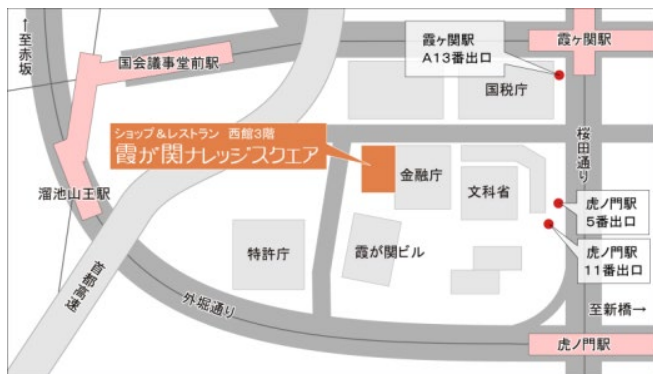 ↑至赤坂
国会議事堂前駅
霞ヶ関駅
A13番出口
霞ヶ関駅
国税庁
桜田通り
ショップ＆レストラン 西館3階
霞が関ナレッジスクエア
金融庁
文科省
溜池山王駅
虎ノ門駅
5番出口
特許庁
霞が関ビル
虎ノ門駅
11番出口
首都高速
外堀通り
至新橋→
虎ノ門駅